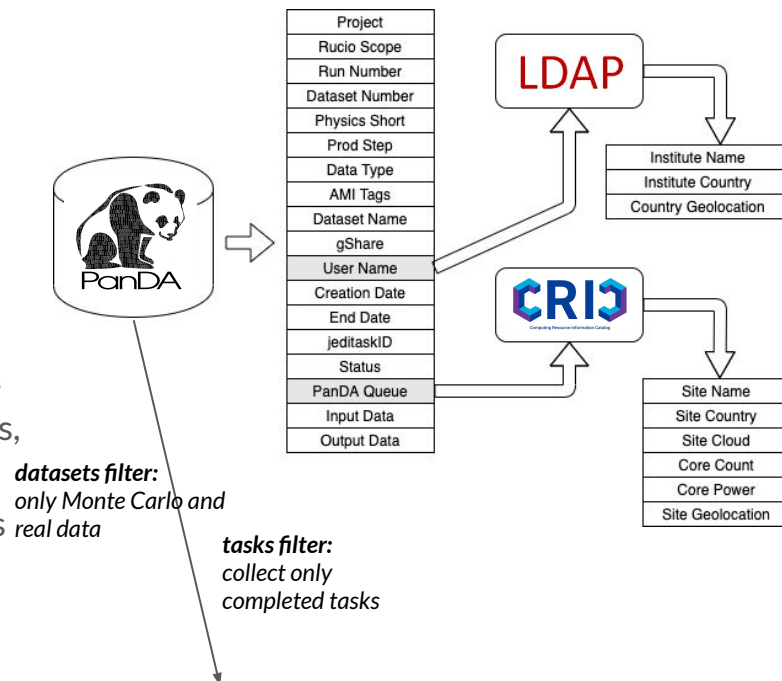 Project
Rucio Scope
Run Number
Dataset Number
Physics Short
Prod Step
Data Type
AMI Tags
Dataset Name
gShare
User Name
Creation Date
End Date
jeditaskID
Status
PanDA Queue
Input Data
Output Data
LDAP
Institute Name
Institute Country
Country Geolocation
PanDA
CRIC
Computing Resource Information Catalog
Site Name
Site Country
Site Cloud
Core Count
Core Power
Site Geolocation
s,
datasets filter:
only Monte Carlo and
s real data
tasks filter:
collect only
completed tasks